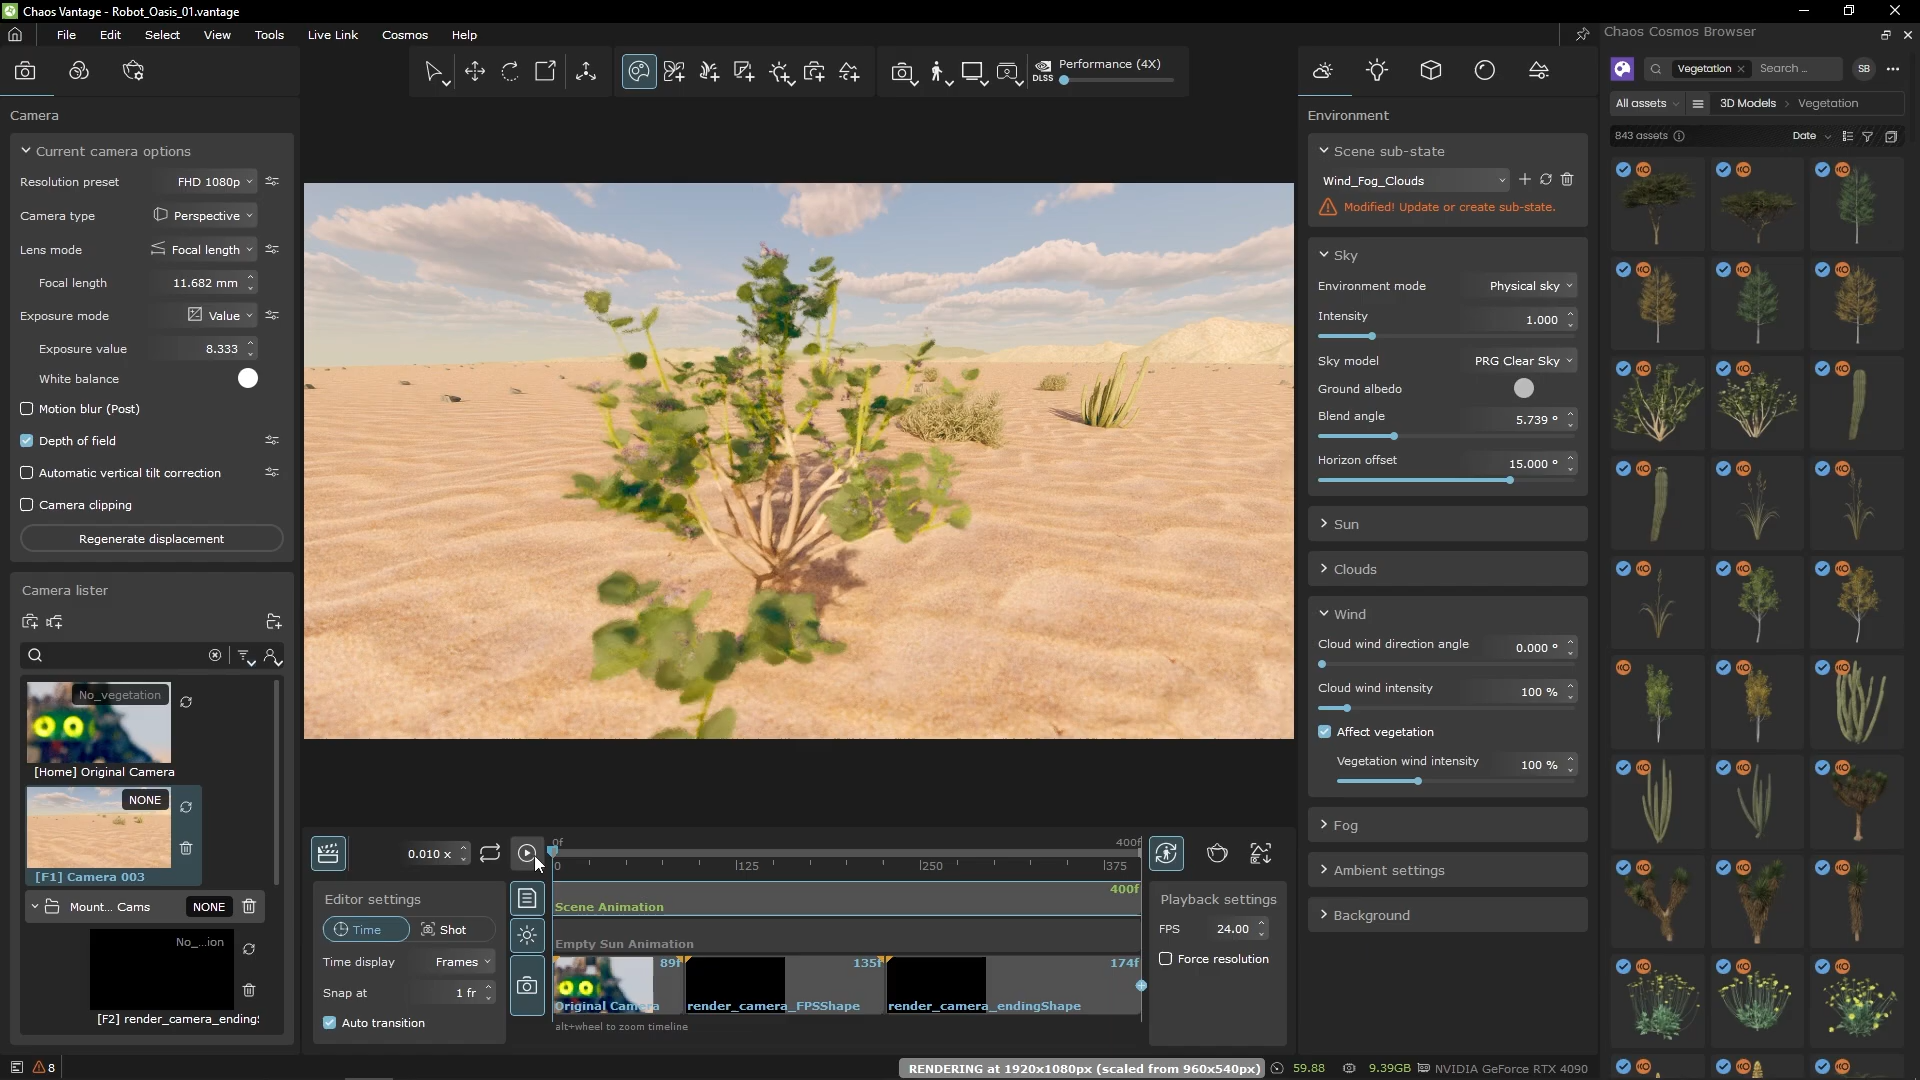 Chaos Vantage - Robot_Oasis_01.vantage
File Edit Select View Tools Live Link Cosmos Help
Chaos Cosmos Browser
DLSS
Performance (4X)
Vegetation
Search ...
SB
All assets
3D Models > Vegetation
843 assets
Date
Camera
Current camera options
Resolution preset FHD 1080p
Camera type Perspective
Lens mode Focal length
Focal length 11.682 mm
Exposure mode Value
Exposure value 8.333
White balance
Motion blur (Post)
Depth of field
Automatic vertical tilt correction
Camera clipping
Regenerate displacement
Camera lister
No_vegetation
[Home] Original Camera
NONE
[F1] Camera 003
Mount... Cams NONE
No_...ion
[F2] render_camera_ending
8
0.010 x
0f
400f
0
125
250
375
Editor settings
Time
Shot
Time display Frames
Snap at 1 fr
Auto transition
400f
Scene Animation
Empty Sun Animation
89f
Original Camera
135f
render_camera_FPSShape
174f
render_camera_endingShape
alt+wheel to zoom timeline
Playback settings
FPS 24.00
Force resolution
Environment
Scene sub-state
Wind_Fog_Clouds
Modified! Update or create sub-state.
Sky
Environment mode Physical sky
Intensity 1.000
Sky model PRG Clear Sky
Ground albedo
Blend angle 5.739 °
Horizon offset 15.000 °
Sun
Clouds
Wind
Cloud wind direction angle 0.000 °
Cloud wind intensity 100 %
Affect vegetation
Vegetation wind intensity 100 %
Fog
Ambient settings
Background
RENDERING at 1920x1080px (scaled from 960x540px)
59.88
9.39GB
NVIDIA GeForce RTX 4090